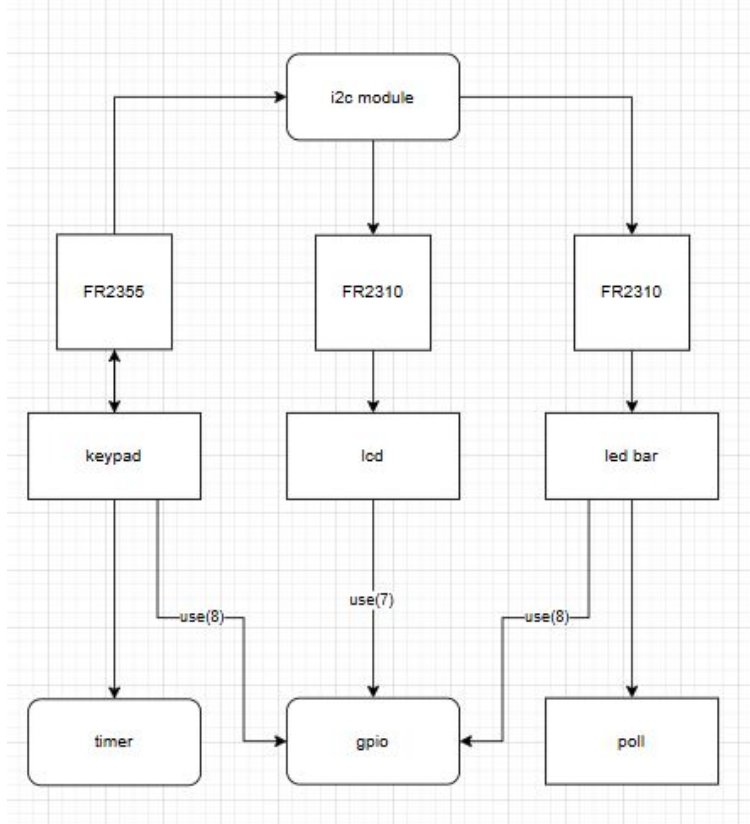 i2c module
FR2355
FR2310
FR2310
keypad
lcd
led bar
use(8)
use(7)
use(8)
timer
gpio
poll